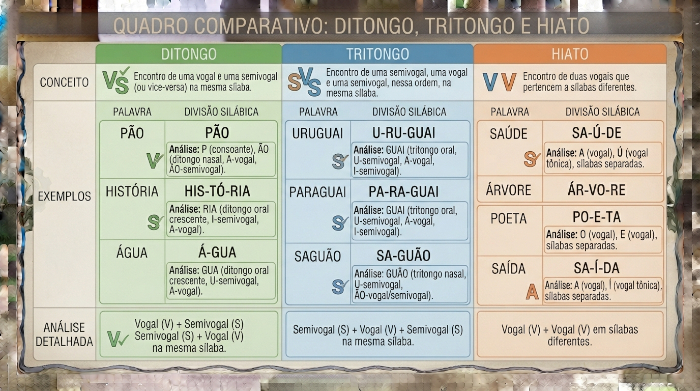 QUADRO COMPARATIVO: DITONGO, TRITONGO E HIATO
DITONGO
TRITONGO
HIATO
CONCEITO
VS
Encontro de uma vogal e uma semivogal
(ou vice-versa) na mesma sílaba.
SVS
Encontro de uma semivogal, uma vogal
e uma semivogal, nessa ordem, na
mesma sílaba.
V V
Encontro de duas vogais que
pertencem a sílabas diferentes.
EXEMPLOS
PALAVRA
DIVISÃO SILÁBICA
PÃO
V
PÃO
Análise: P (consoante), ÃO
(ditongo nasal, A-vogal,
ÃO-semivogal).
HISTÓRIA
S
HIS-TÓ-RIA
Análise: RIA (ditongo oral
crescente, I-semivogal,
A-vogal).
ÁGUA
Á-GUA
Análise: GUA (ditongo oral
crescente, U-semivogal,
A-vogal).
PALAVRA
DIVISÃO SILÁBICA
URUGUAI
S
U-RU-GUAI
Análise: GUAI (tritongo oral,
U-semivogal, A-vogal,
I-semivogal).
PARAGUAI
S
PA-RA-GUAI
Análise: GUAI (tritongo oral,
U-semivogal, A-vogal,
I-semivogal).
SAGUÃO
S
SA-GUÃO
Análise: GUÃO (tritongo nasal,
U-semivogal,
ÃO-vogal/semivogal).
PALAVRA
DIVISÃO SILÁBICA
SAÚDE
S
SA-Ú-DE
Análise: A (vogal), Ú (vogal
tônica), sílabas separadas.
ÁRVORE
ÁR-VO-RE
POETA
PO-E-TA
Análise: O (vogal), E (vogal),
sílabas separadas.
SAÍDA
A
SA-Í-DA
Análise: A (vogal), Í (vogal tônica),
sílabas separadas.
ANÁLISE
DETALHADA
V
Vogal (V) + Semivogal (S)
Semivogal (S) + Vogal (V)
na mesma sílaba.
Semivogal (S) + Vogal (V) + Semivogal (S)
na mesma sílaba.
Vogal (V) + Vogal (V) em sílabas
diferentes.